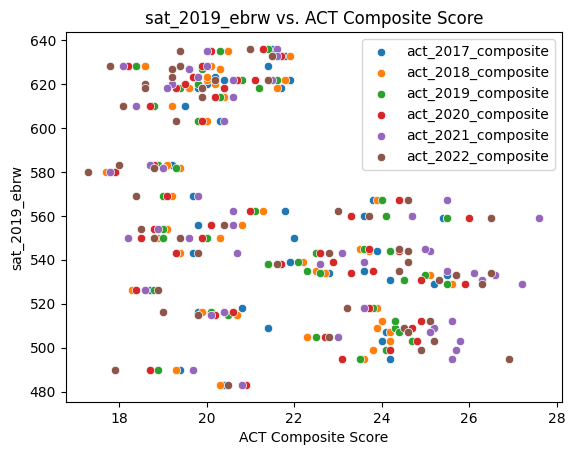 sat_2019_ebrw vs. ACT Composite Score
act_2017_composite
act_2018_composite
act_2019_composite
act_2020_composite
act_2021_composite
act_2022_composite
sat_2019_ebrw
640
620
600
580
560
540
520
500
480
18 20 22 24 26 28
ACT Composite Score